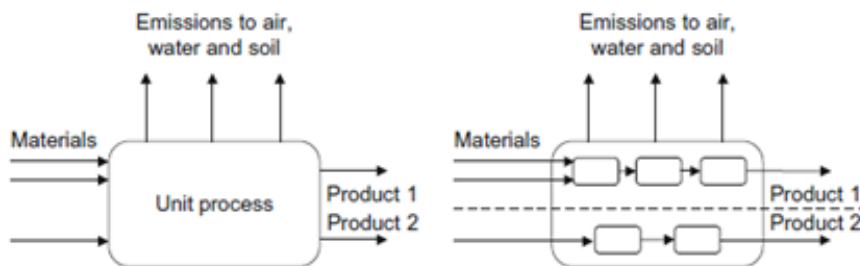 Emissions to air,
water and soil
Materials
Unit process
Product 1
Product 2
Emissions to air,
water and soil
Materials
Product 1
Product 2